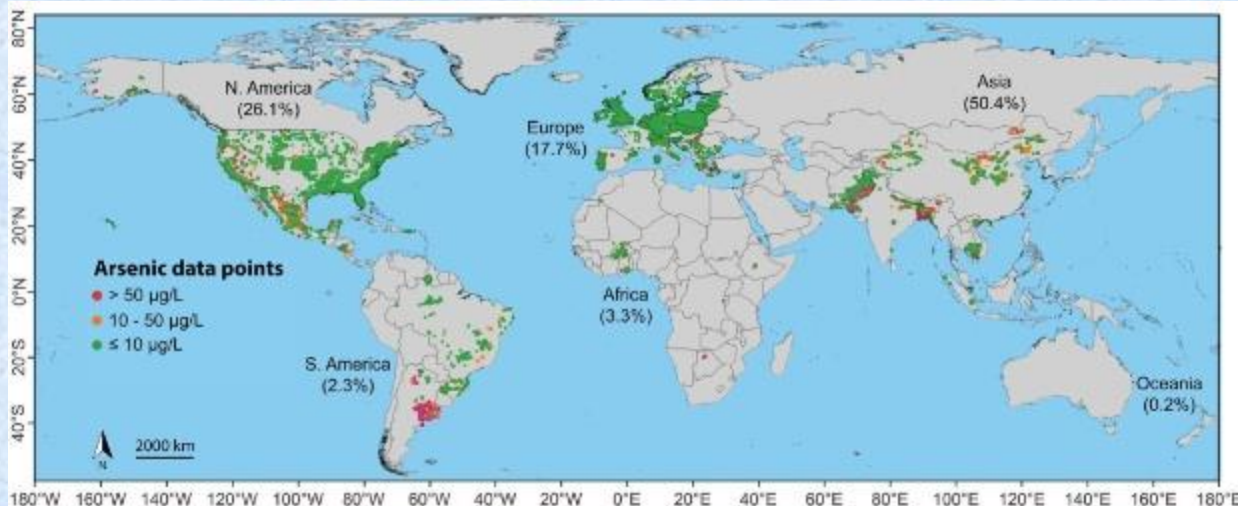 80°N
60°N
40°N
20°N
0°N
20°S
40°S
N. America
(26.1%)
Europe
(17.7%)
Asia
(50.4%)
Africa
(3.3%)
S. America
(2.3%)
Oceania
(0.2%)
Arsenic data points
> 50 µg/L
10 - 50 µg/L
≤ 10 µg/L
N
2000 km
180°W 160°W 140°W 120°W 100°W 80°W 60°W 40°W 20°W 0°E 20°E 40°E 60°E 80°E 100°E 120°E 140°E 160°E 180°E